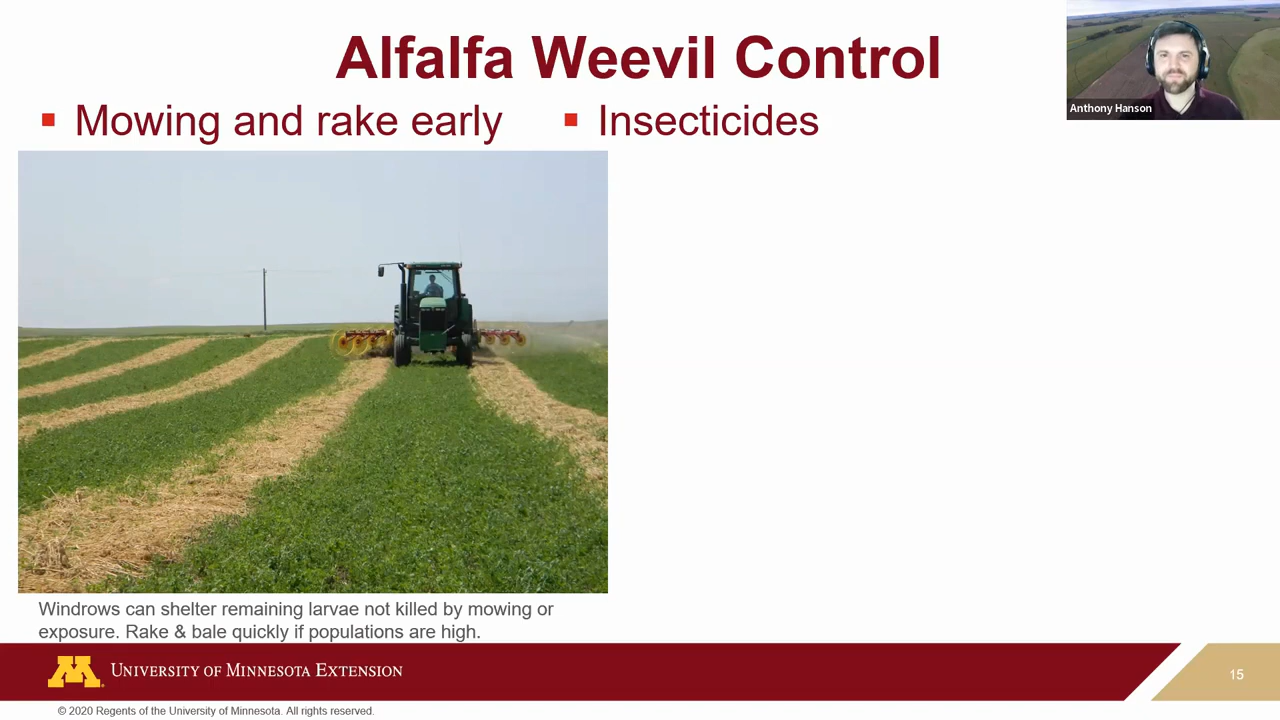 Alfalfa Weevil Control
Anthony Hanson
▪ Mowing and rake early
▪ Insecticides
Windrows can shelter remaining larvae not killed by mowing or
exposure. Rake & bale quickly if populations are high.
M
UNIVERSITY OF MINNESOTA EXTENSION
15
© 2020 Regents of the University of Minnesota. All rights reserved.